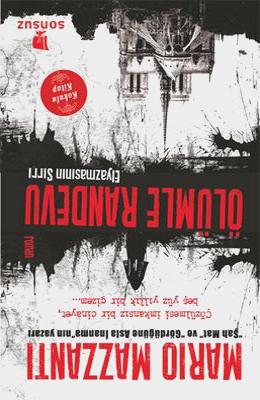 MARIO MAZZANTI
"Şah Mat" ve "Gördüğüne Asla İnanma"nın yazarı
Çözülmesi imkansız bir cinayet,
beş yüz yıllık bir gizem...
roman
ÖLÜMLE RANDEVU
Elyazmasının Sırrı
Kokulu
Kitap
sonsuz